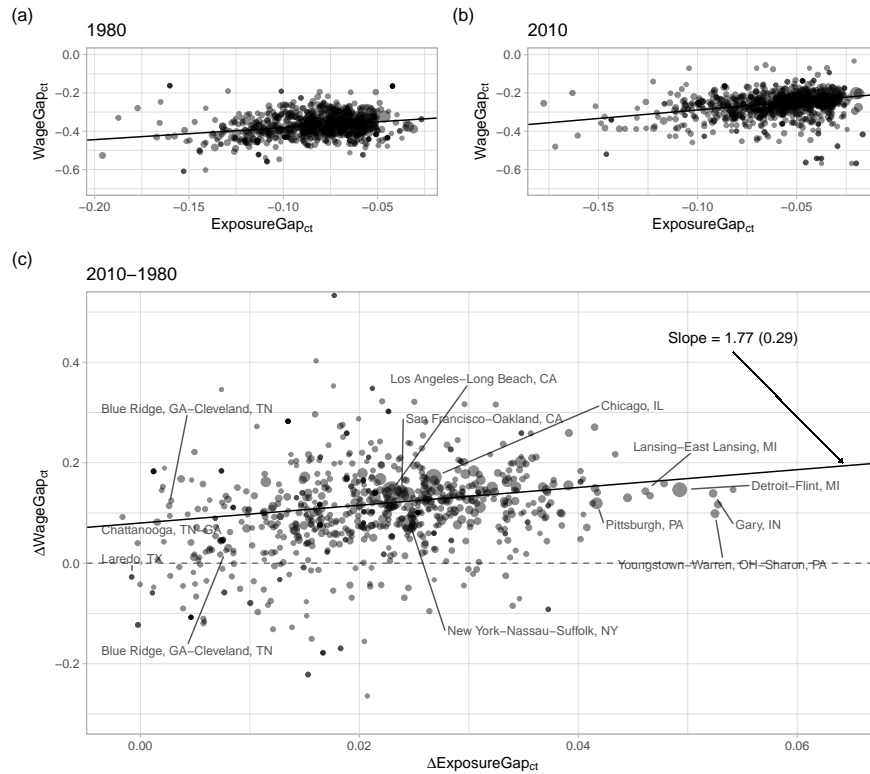 (a)
1980
0.0
−0.2
−0.4
−0.6
WageGap_ct
−0.20
−0.15
−0.10
−0.05
ExposureGap_ct
(b)
2010
0.0
−0.2
−0.4
−0.6
WageGap_ct
−0.15
−0.10
−0.05
ExposureGap_ct
(c)
2010−1980
Slope = 1.77 (0.29)
Los Angeles−Long Beach, CA
Blue Ridge, GA−Cleveland, TN
San Francisco−Oakland, CA
Chicago, IL
Lansing−East Lansing, MI
Detroit−Flint, MI
Chattanooga, TN−GA
Pittsburgh, PA
Gary, IN
Laredo, TX
Youngstown−Warren, OH−Sharon, PA
New York−Nassau−Suffolk, NY
Blue Ridge, GA−Cleveland, TN
0.4
0.2
0.0
−0.2
ΔWageGap_ct
0.00
0.02
0.04
0.06
ΔExposureGap_ct